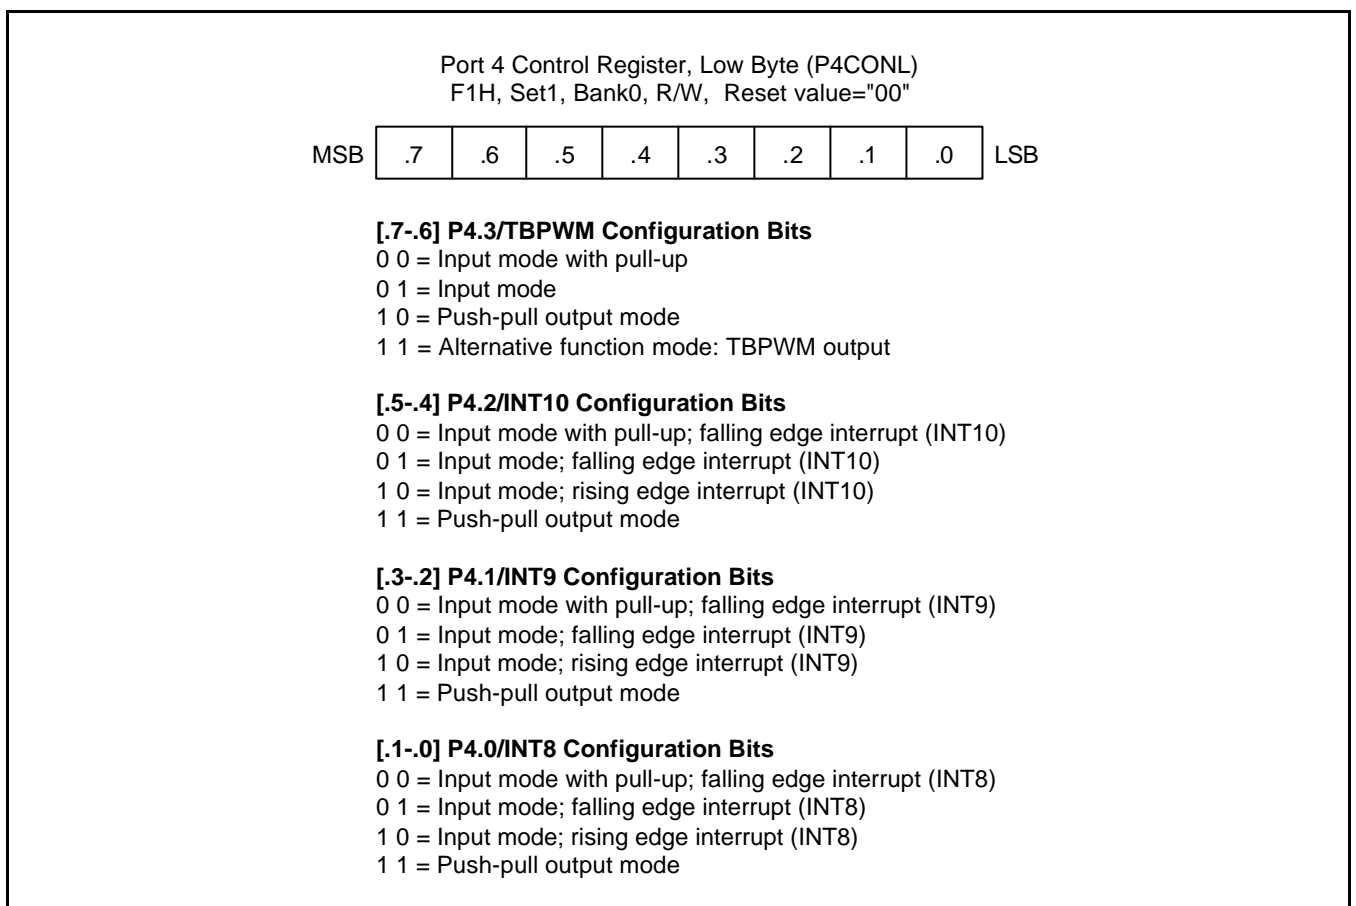 Port 4 Control Register, Low Byte (P4CONL)
F1H, Set1, Bank0, R/W, Reset value="00"
MSB .7 .6 .5 .4 .3 .2 .1 .0 LSB
[.7-.6] P4.3/TBPWM Configuration Bits
0 0 = Input mode with pull-up
0 1 = Input mode
1 0 = Push-pull output mode
1 1 = Alternative function mode: TBPWM output
[.5-.4] P4.2/INT10 Configuration Bits
0 0 = Input mode with pull-up; falling edge interrupt (INT10)
0 1 = Input mode; falling edge interrupt (INT10)
1 0 = Input mode; rising edge interrupt (INT10)
1 1 = Push-pull output mode
[.3-.2] P4.1/INT9 Configuration Bits
0 0 = Input mode with pull-up; falling edge interrupt (INT9)
0 1 = Input mode; falling edge interrupt (INT9)
1 0 = Input mode; rising edge interrupt (INT9)
1 1 = Push-pull output mode
[.1-.0] P4.0/INT8 Configuration Bits
0 0 = Input mode with pull-up; falling edge interrupt (INT8)
0 1 = Input mode; falling edge interrupt (INT8)
1 0 = Input mode; rising edge interrupt (INT8)
1 1 = Push-pull output mode